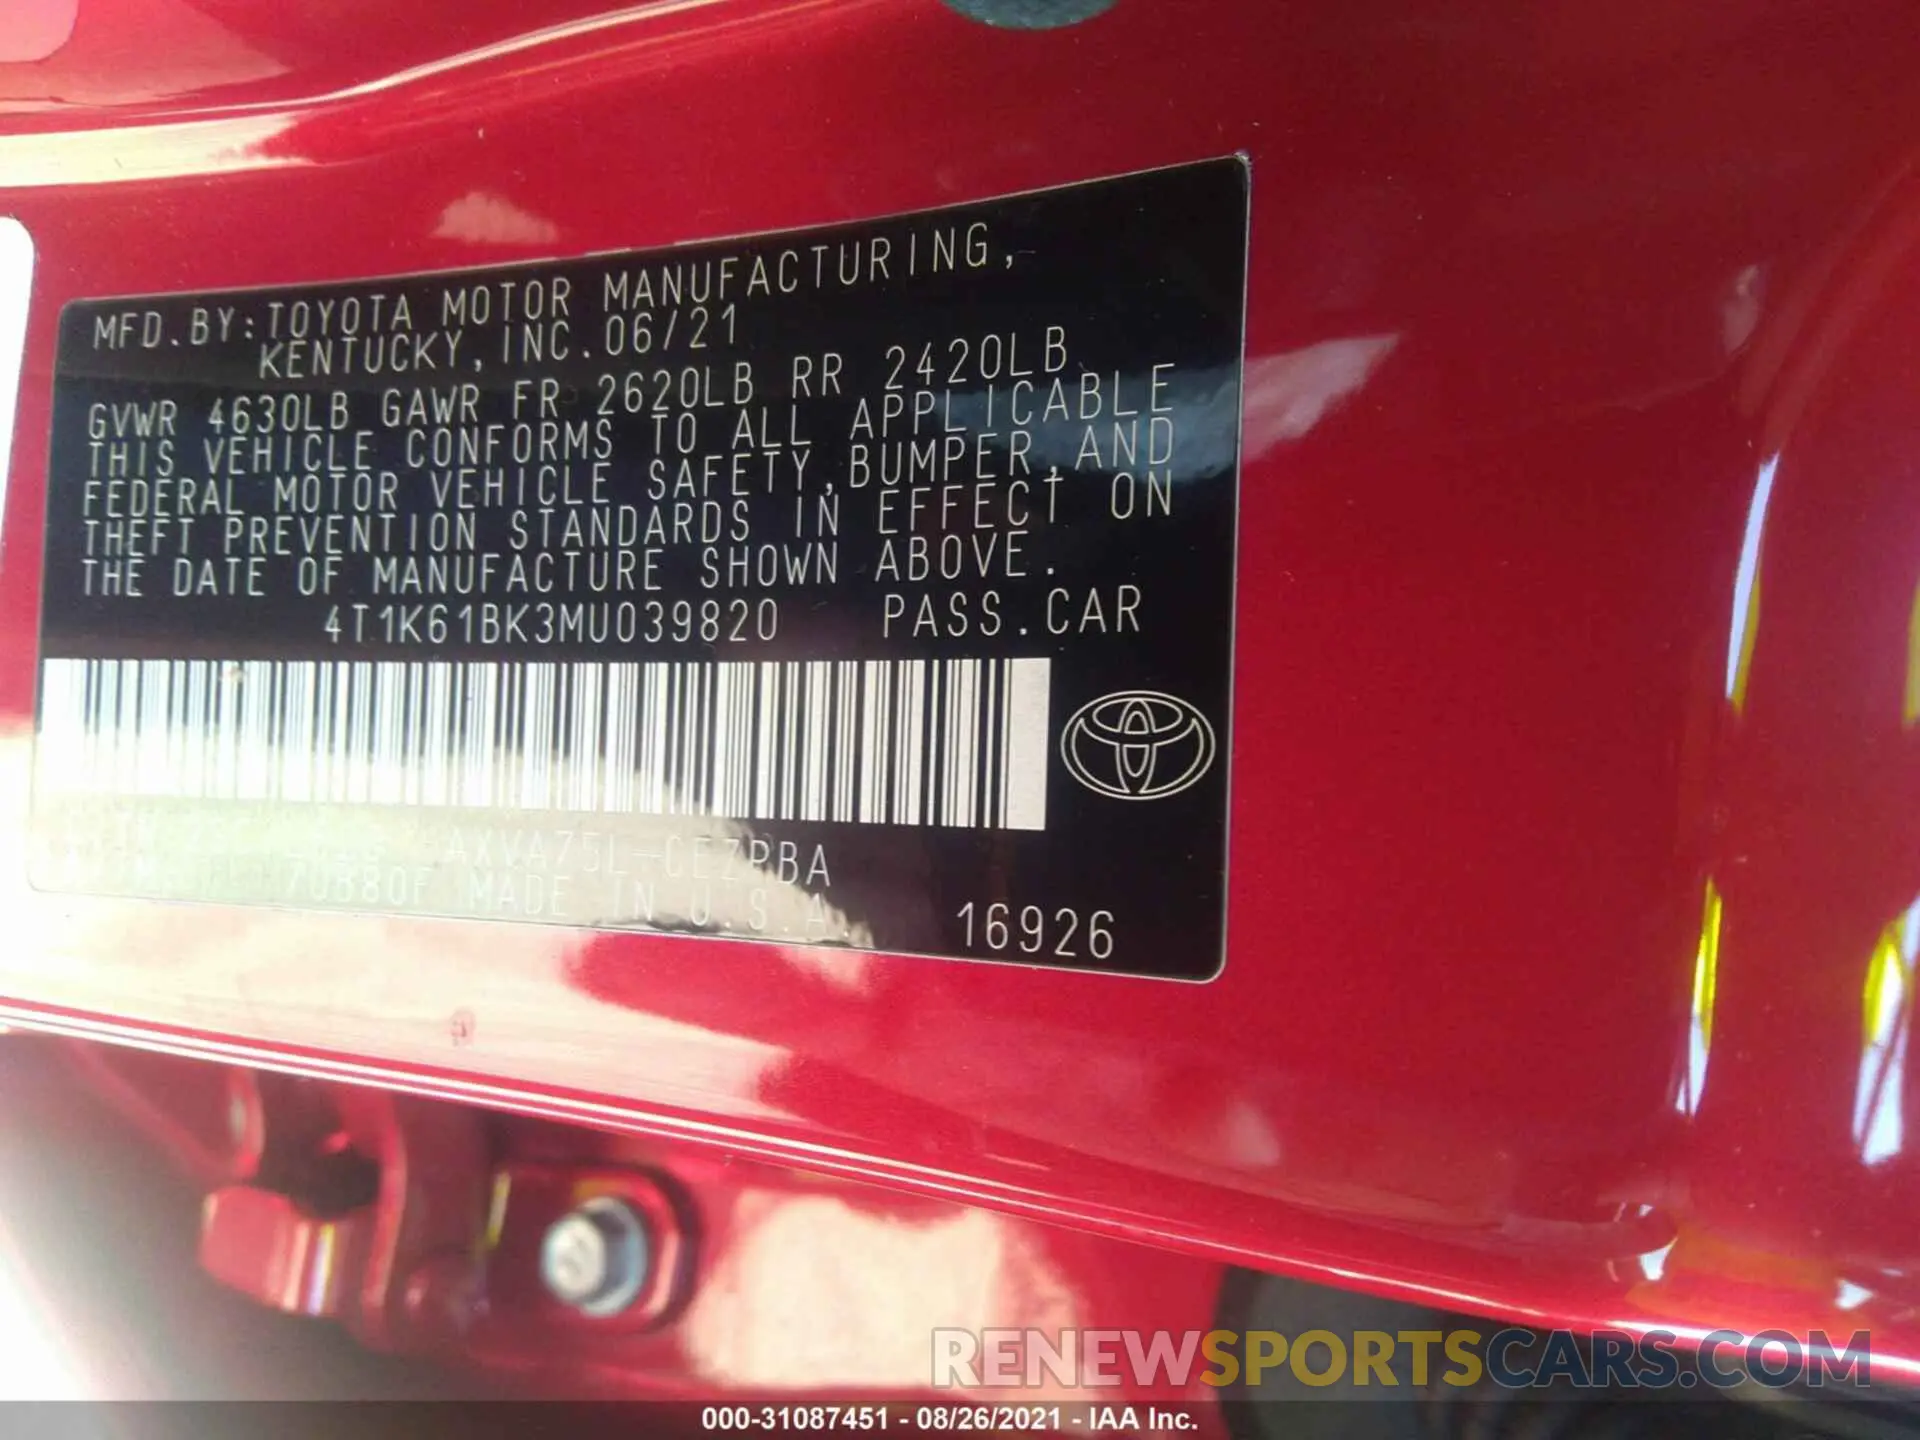 MFD.BY:TOYOTA MOTOR MANUFACTURING,
KENTUCKY, INC. 06/21
GVWR 4630LB GAWR FR 2620LB RR 2420LB
THIS VEHICLE CONFORMS TO ALL APPLICABLE
FEDERAL MOTOR VEHICLE SAFETY,BUMPER,AND
THEFT PREVENTION STANDARDS IN EFFECT ON
THE DATE OF MANUFACTURE SHOWN ABOVE.
4T1K61BK3MU039820 PASS.CAR
AXVA75L-CEZPBA
MADE IN U.S.A.
16926
RENEWSPORTSCARS.COM
000-31087451 - 08/26/2021 - IAA Inc.